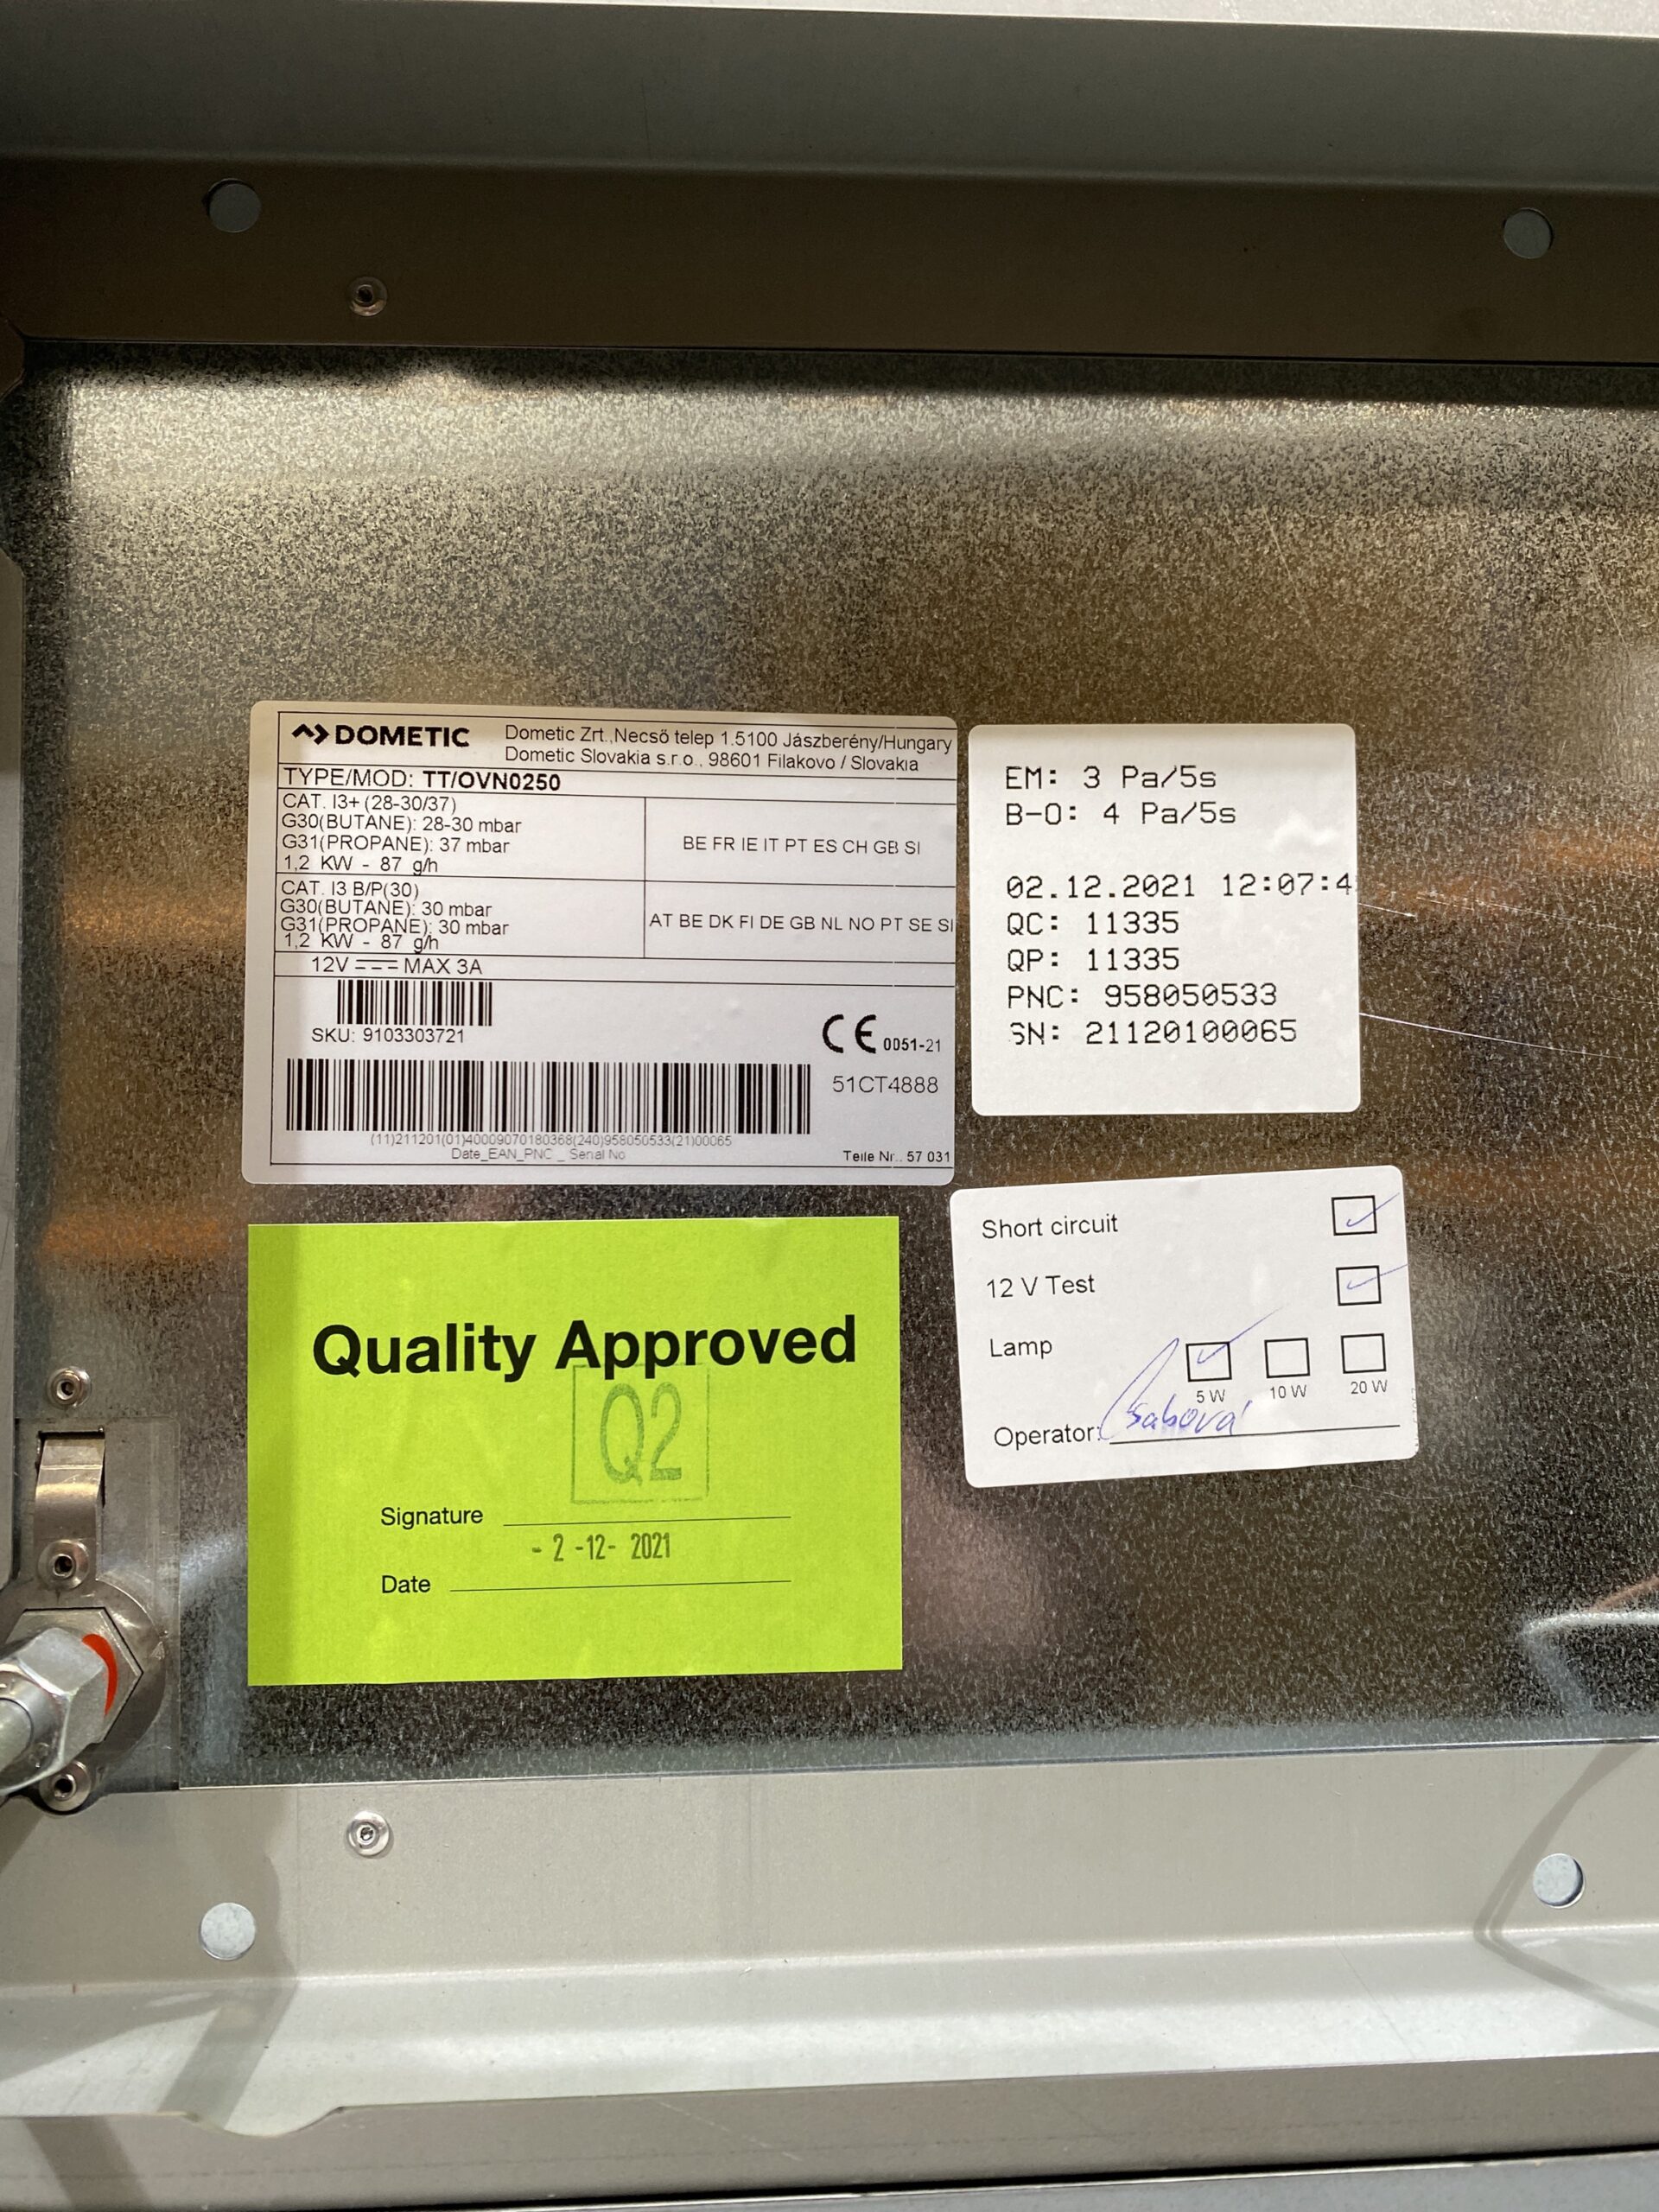 DOMETIC
Dometic Zrt.,Necső telep 1.5100 Jászberény/Hungary
Dometic Slovakia s.r.o., 98601 Filakovo / Slovakia
TYPE/MOD: TT/OVN0250
CAT. I3+ (28-30/37)
G30(BUTANE): 28-30 mbar
G31(PROPANE): 37 mbar
1,2 KW - 87 g/h
BE FR IE IT PT ES CH GB SI
CAT. I3 B/P(30)
G30(BUTANE): 30 mbar
G31(PROPANE): 30 mbar
1,2 KW - 87 g/h
AT BE DK FI DE GB NL NO PT SE SI
12V MAX 3A
SKU: 9103303721
CE 0051-21
51CT4888
(11)211201(01)40009070180368(240)958050533(21)00065
Date_EAN_PNC _ Serial No
Teile Nr.. 57 031
EM: 3 Pa/5s
B-O: 4 Pa/5s
02.12.2021 12:07:4
QC: 11335
QP: 11335
PNC: 958050533
SN: 21120100065
Quality Approved
Q2
Signature
- 2 -12- 2021
Date
Short circuit
12 V Test
Lamp
5 W 10 W 20 W
Operator: